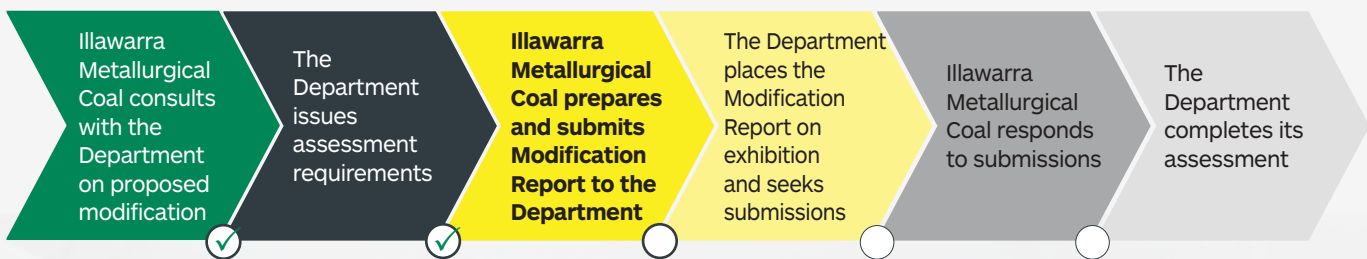 Illawarra
Metallurgical
Coal consults
with the
Department
on proposed
modification
The
Department
issues
assessment
requirements
Illawarra
Metallurgical
Coal prepares
and submits
Modification
Report to the
Department
The Department
places the
Modification
Report on
exhibition
and seeks
submissions
Illawarra
Metallurgical
Coal responds
to submissions
The
Department
completes its
assessment